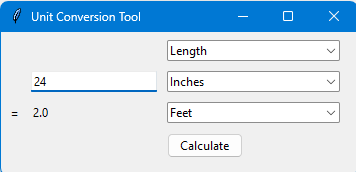 Unit Conversion Tool
Length
24 Inches
= 2.0 Feet
Calculate